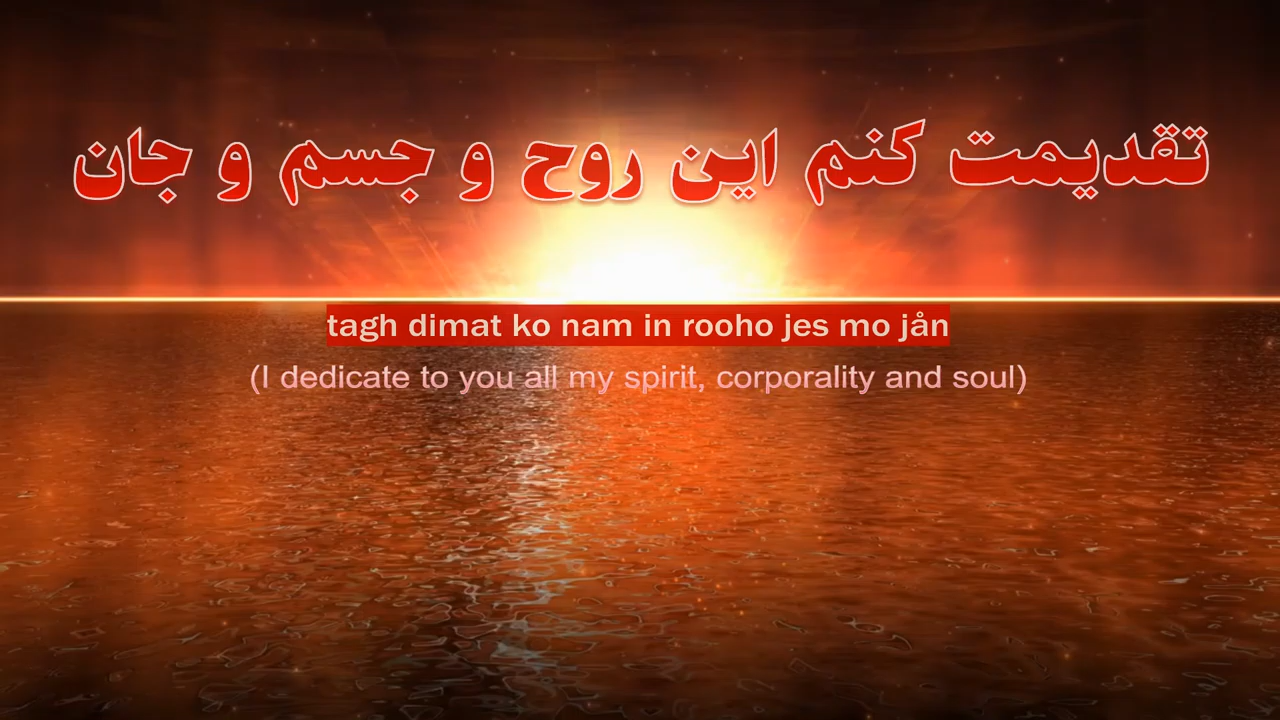 تقدیمت کنم این روح و جسم و جان
tagh dimat ko nam in rooho jes mo jån
(I dedicate to you all my spirit, corporality and soul)